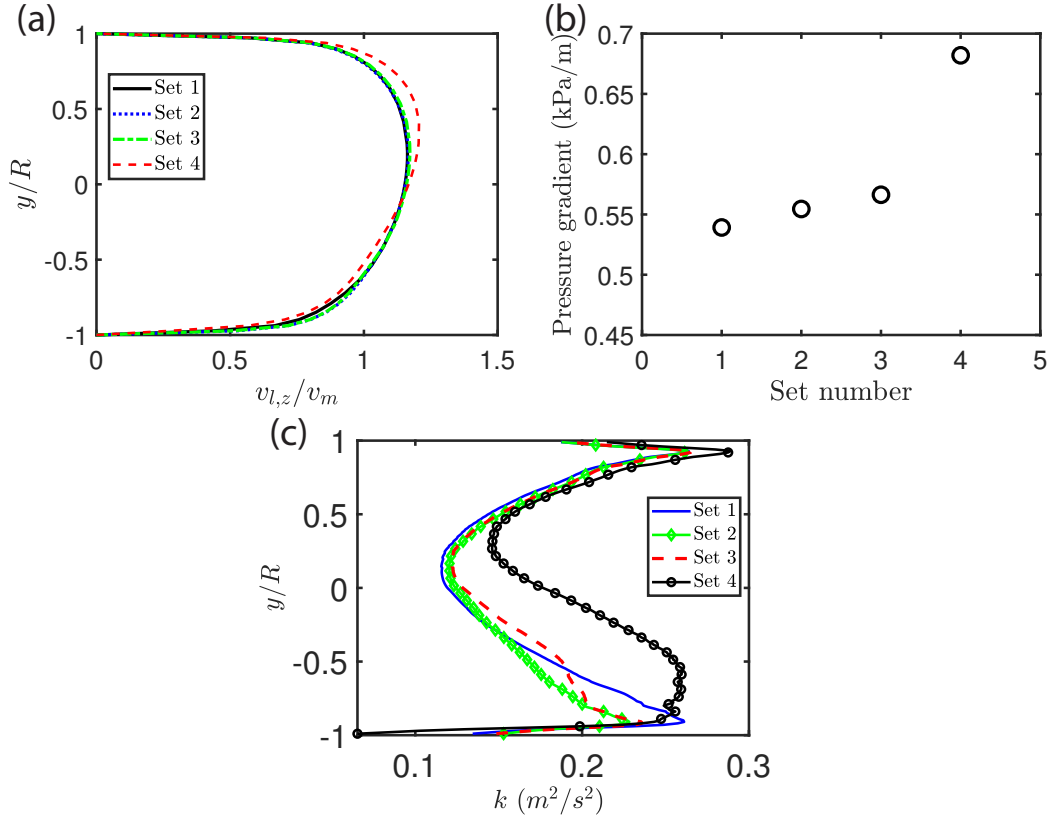 (a)
1
0.5
0
-0.5
-1
0
0.5
1
1.5
y/R
v_{l,z}/v_m
Set 1
Set 2
Set 3
Set 4
(b)
0.7
0.65
0.6
0.55
0.5
0.45
0
1
2
3
4
5
Pressure gradient (kPa/m)
Set number
(c)
1
0.5
0
-0.5
-1
0.1
0.2
0.3
y/R
k (m²/s²)
Set 1
Set 2
Set 3
Set 4